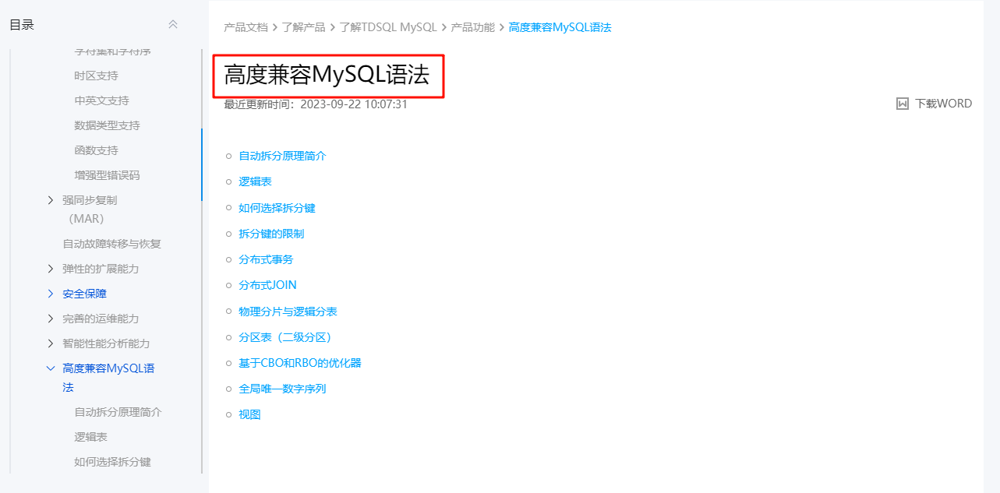 目录
字符集和字符序
时区支持
中英文支持
数据类型支持
函数支持
增强型错误码
强同步复制
（MAR）
自动故障转移与恢复
弹性的扩展能力
安全保障
完善的运维能力
智能性能分析能力
高度兼容MySQL语
法
自动拆分原理简介
逻辑表
如何选择拆分键
产品文档 > 了解产品 > 了解TDSQL MySQL > 产品功能 > 高度兼容MySQL语法
高度兼容MySQL语法
最近更新时间：2023-09-22 10:07:31
下载WORD
自动拆分原理简介
逻辑表
如何选择拆分键
拆分键的限制
分布式事务
分布式JOIN
物理分片与逻辑分表
分区表（二级分区）
基于CBO和RBO的优化器
全局唯一数字序列
视图